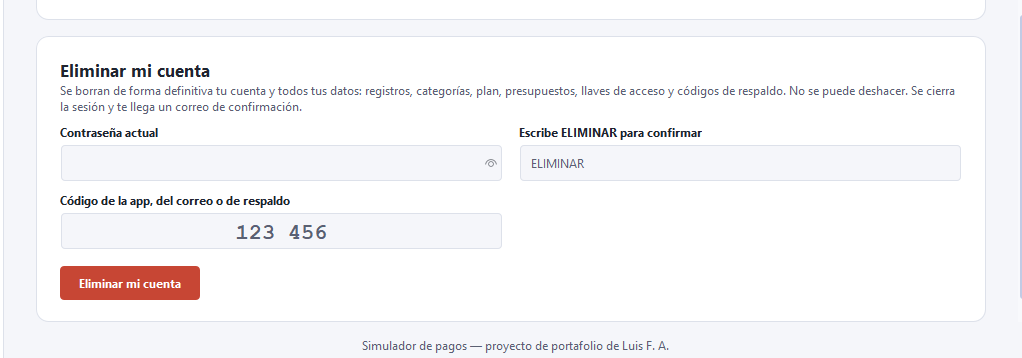 Eliminar mi cuenta
Se borran de forma definitiva tu cuenta y todos tus datos: registros, categorías, plan, presupuestos, llaves de acceso y códigos de respaldo. No se puede deshacer. Se cierra
la sesión y te llega un correo de confirmación.
Contraseña actual
Escribe ELIMINAR para confirmar
ELIMINAR
Código de la app, del correo o de respaldo
123 456
Eliminar mi cuenta
Simulador de pagos — proyecto de portafolio de Luis F. A.